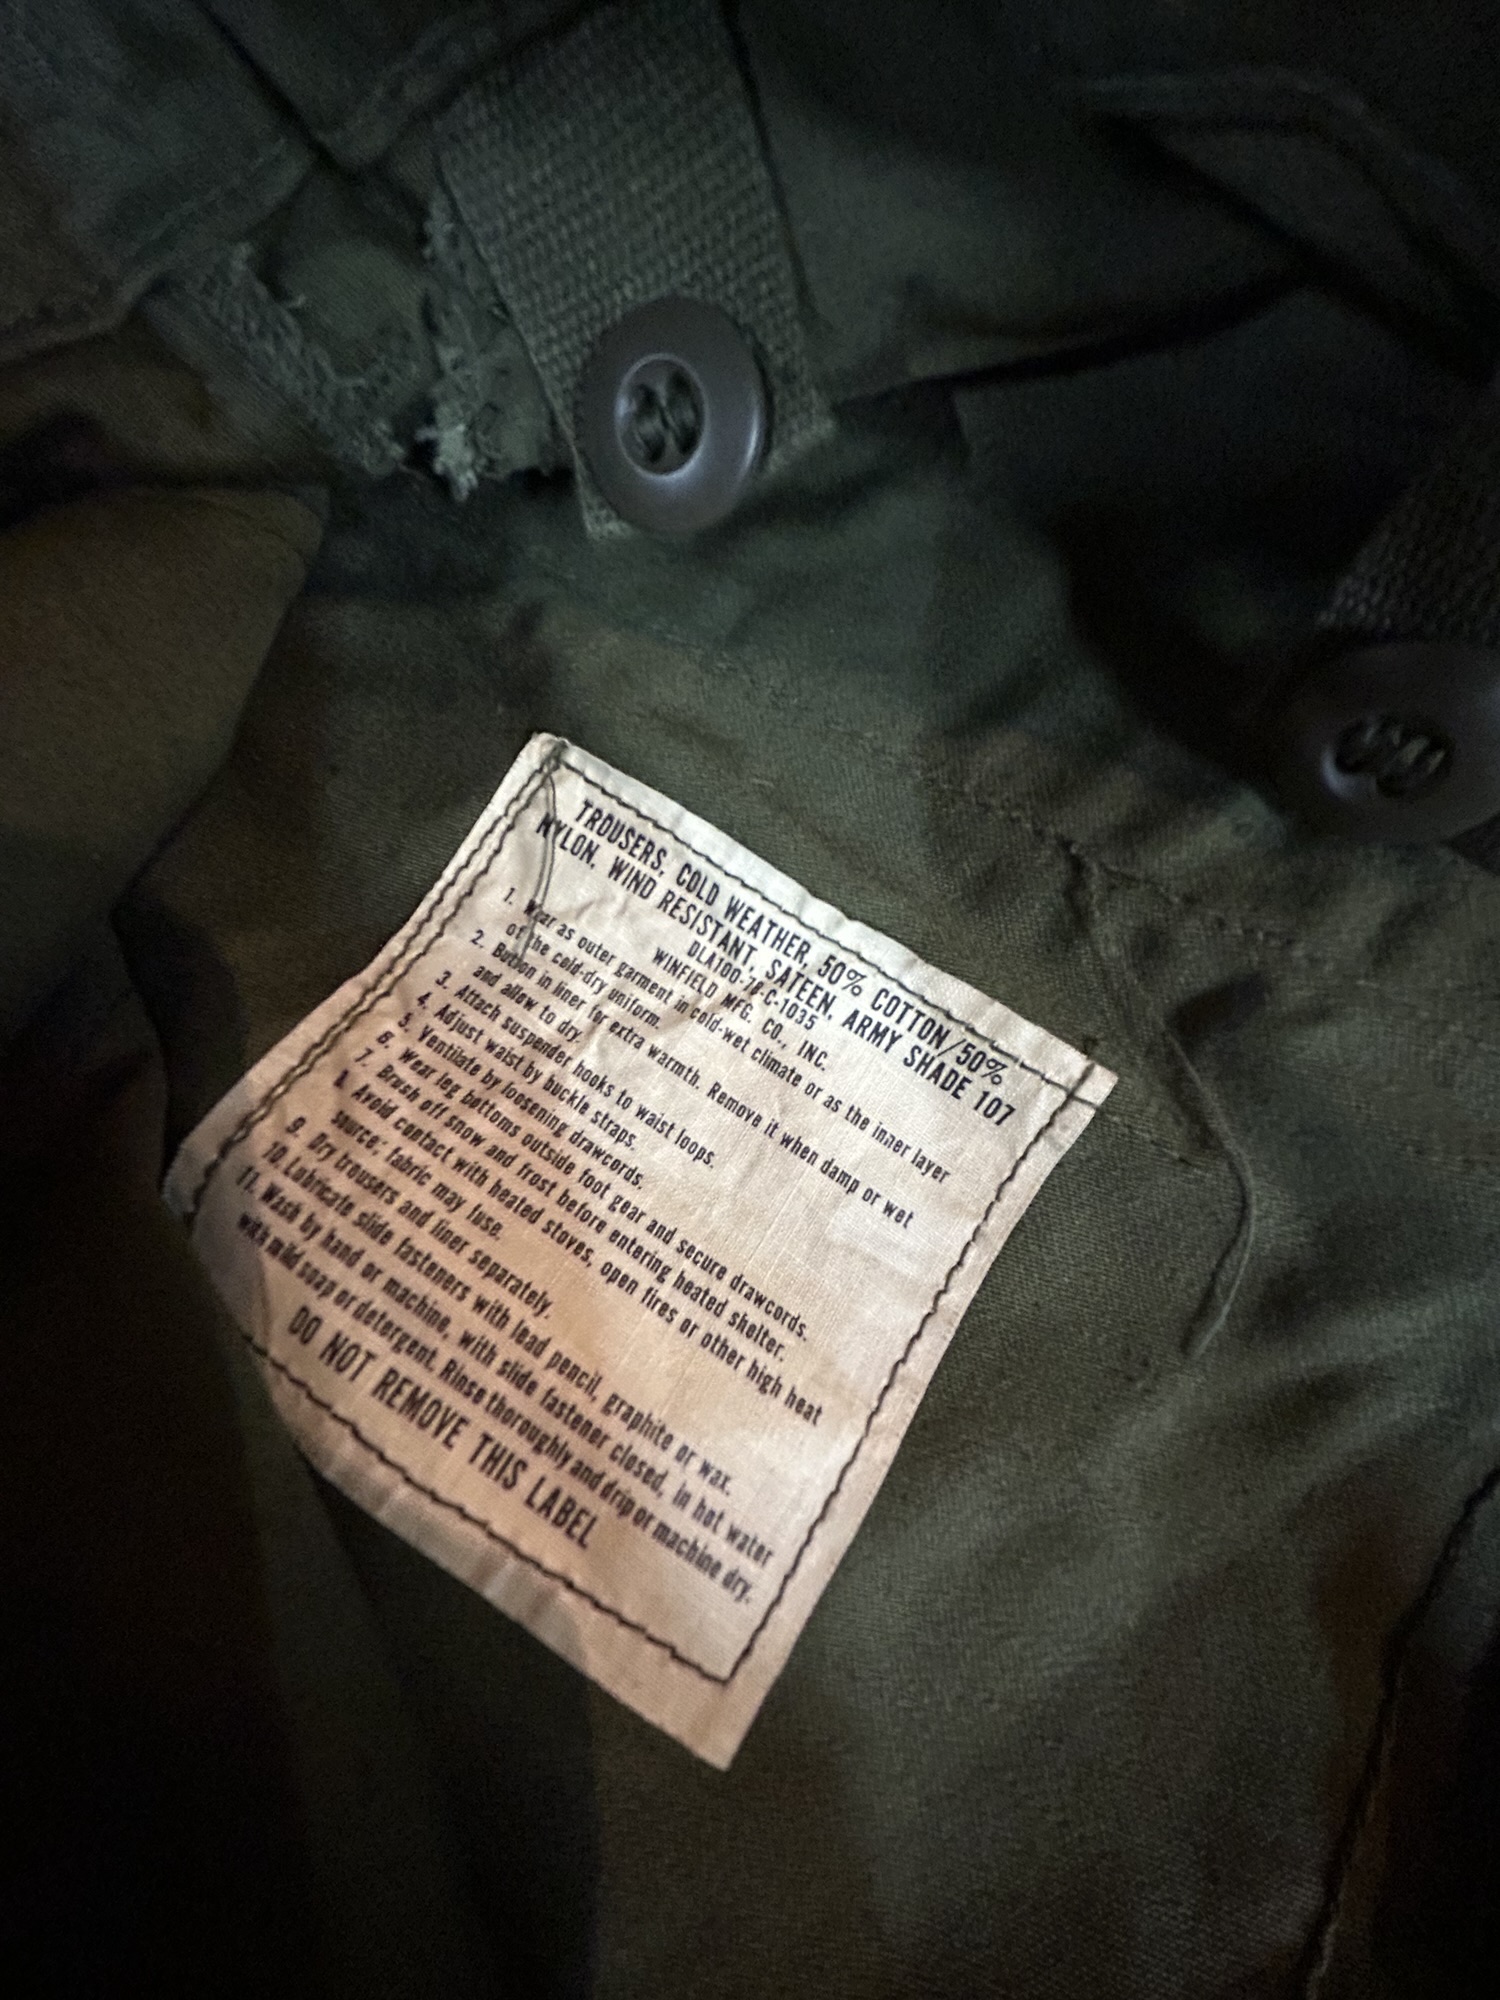 TROUSERS, COLD WEATHER, 50% COTTON/50%
NYLON, WIND RESISTANT, SATEEN, ARMY SHADE 107
DLA100-78-C-1035
WINFIELD MFG. CO., INC.
1. Wear as outer garment in cold-wet climate or as the inner layer
of the cold-dry uniform.
2. Button in liner for extra warmth. Remove it when damp or wet
and allow to dry.
3. Attach suspender hooks to waist loops.
4. Adjust waist by buckle straps.
5. Ventilate by loosening drawcords.
6. Wear leg bottoms outside foot gear and secure drawcords.
7. Brush off snow and frost before entering heated shelter.
8. Avoid contact with heated stoves, open fires or other high heat
source; fabric may fuse.
9. Dry trousers and liner separately.
10. Lubricate slide fasteners with lead pencil, graphite or wax.
11. Wash by hand or machine, with slide fastener closed, in hot water
with mild soap or detergent. Rinse thoroughly and drip or machine dry.
DO NOT REMOVE THIS LABEL